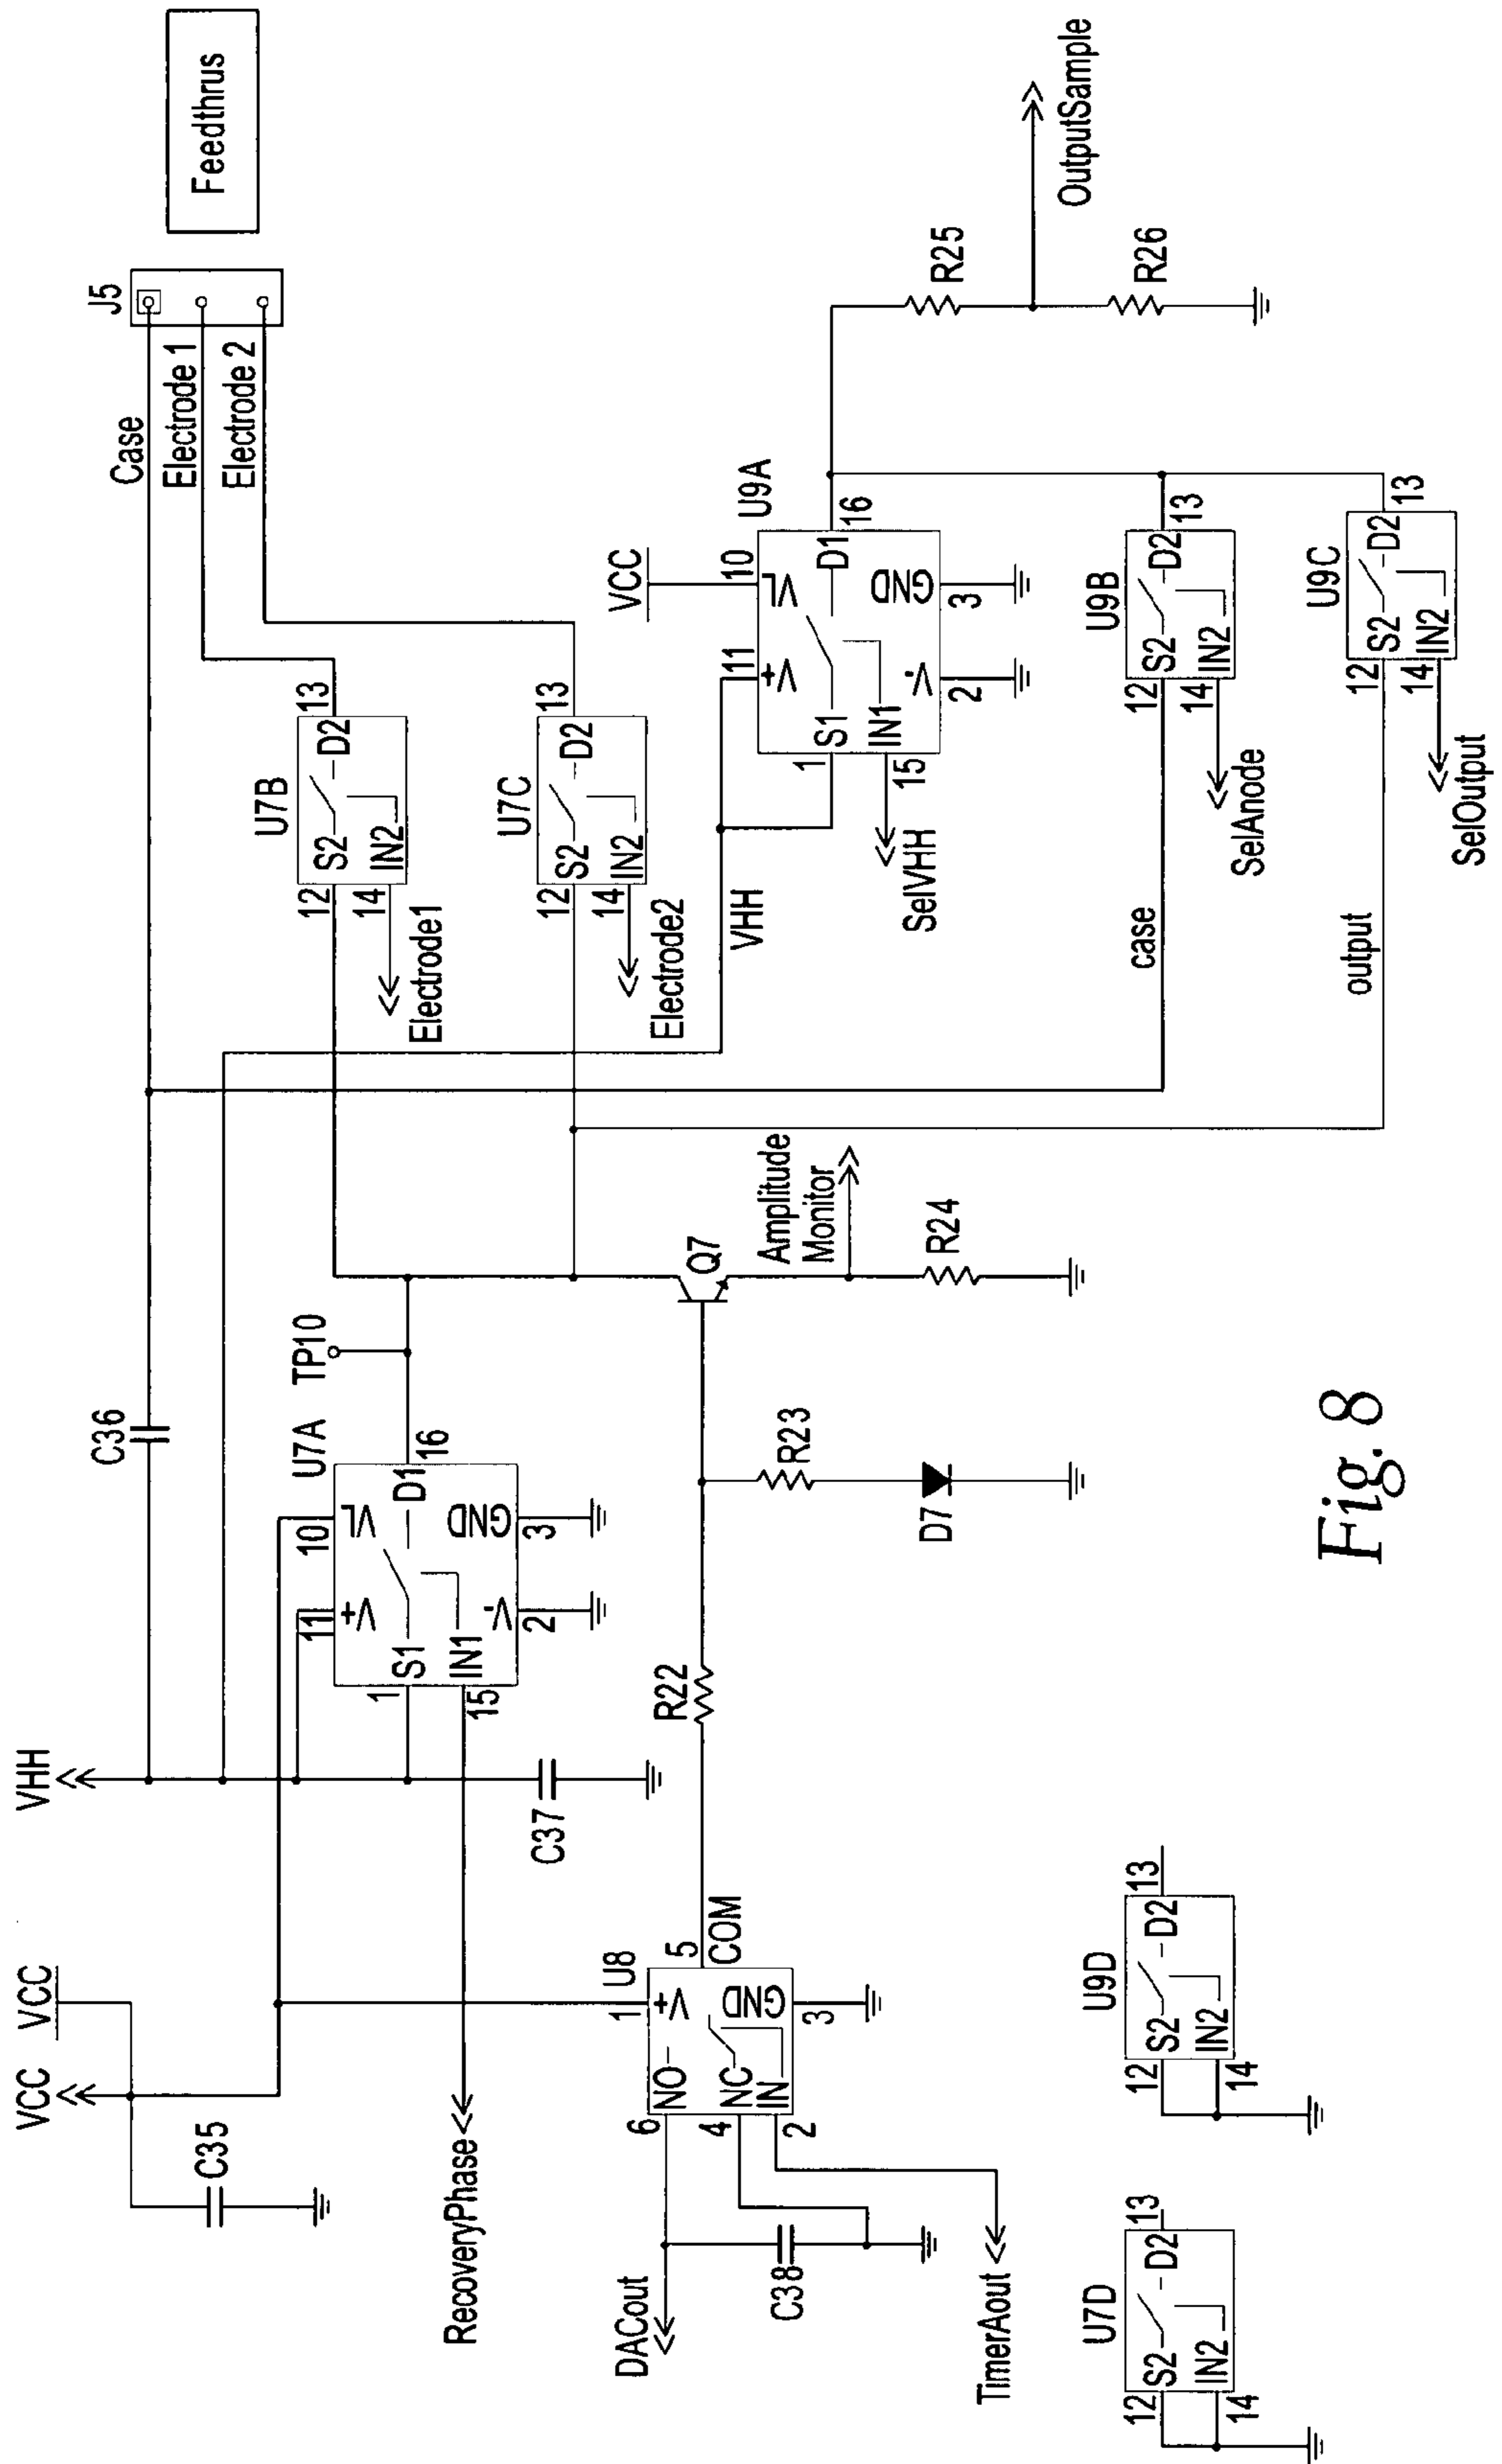 VCC
VCC
VHH
C35
C36
C37
RecoveryPhase
U7A
11
10
V+
VL
1
S1
D1
16
15
IN1
V-
GND
2
3
TP10
J5
Feedthrus
Case
Electrode 1
Electrode 2
U7B
12
S2
D2
13
14
IN2
Electrode1
U7C
12
S2
D2
13
14
IN2
Electrode2
U8
1
V+
6
NO
5
COM
4
NC
IN
GND
2
3
DACout
C38
TimerAout
R22
R23
D7
Q7
Amplitude
Monitor
R24
VHH
VCC
U9A
11
10
V+
VL
1
S1
D1
16
15
IN1
V-
GND
2
3
SelVHH
R25
OutputSample
R26
case
U9B
12
S2
D2
13
14
IN2
SelAnode
output
U9C
12
S2
D2
13
14
IN2
SelOutput
U7D
12
S2
D2
13
IN2
14
U9D
12
S2
D2
13
IN2
14
Fig. 8